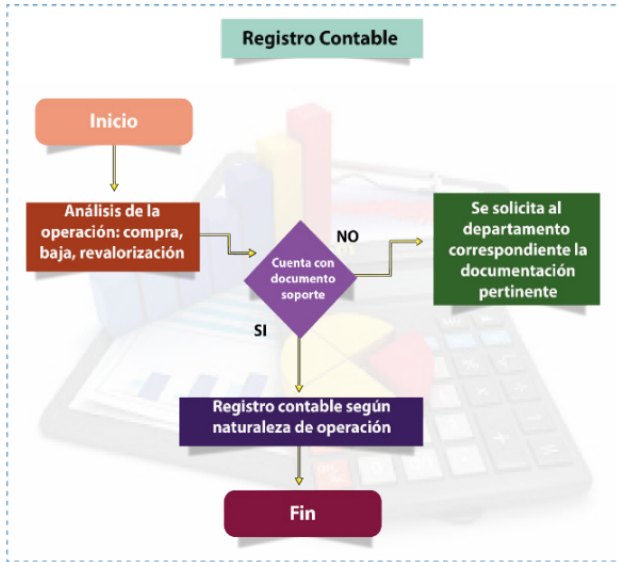 Registro Contable
Inicio
Análisis de la
operación: compra,
baja, revalorización
Cuenta con
documento
soporte
NO
Se solicita al
departamento
correspondiente la
documentación
pertinente
SI
Registro contable según
naturaleza de operación
Fin